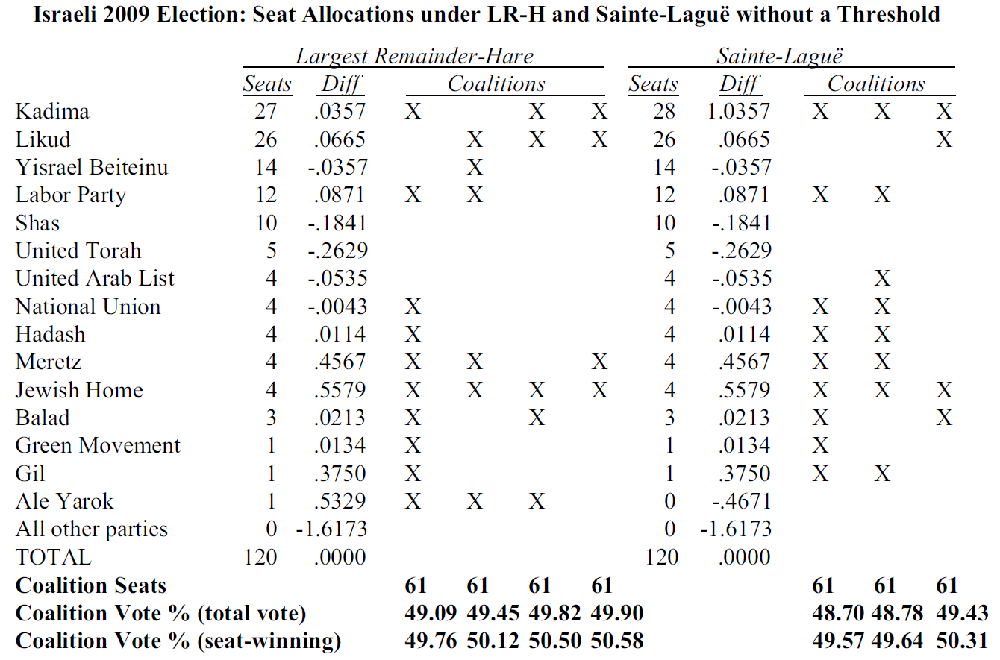 Israeli 2009 Election: Seat Allocations under LR-H and Sainte-Laguë without a Threshold
Largest Remainder-Hare Sainte-Laguë
Seats Diff Coalitions Seats Diff Coalitions
Kadima 27 .0357 X X X 28 1.0357 X X X
Likud 26 .0665 X X X 26 .0665 X
Yisrael Beiteinu 14 -.0357 X 14 -.0357
Labor Party 12 .0871 X X 12 .0871 X X
Shas 10 -.1841 10 -.1841
United Torah 5 -.2629 5 -.2629
United Arab List 4 -.0535 4 -.0535 X
National Union 4 -.0043 X 4 -.0043 X X
Hadash 4 .0114 X 4 .0114 X X
Meretz 4 .4567 X X X 4 .4567 X X
Jewish Home 4 .5579 X X X X 4 .5579 X X X
Balad 3 .0213 X X 3 .0213 X X
Green Movement 1 .0134 X 1 .0134 X
Gil 1 .3750 X 1 .3750 X X
Ale Yarok 1 .5329 X X X 0 -.4671
All other parties 0 -1.6173 0 -1.6173
TOTAL 120 .0000 120 .0000
Coalition Seats 61 61 61 61 61 61 61
Coalition Vote % (total vote) 49.09 49.45 49.82 49.90 48.70 48.78 49.43
Coalition Vote % (seat-winning) 49.76 50.12 50.50 50.58 49.57 49.64 50.31